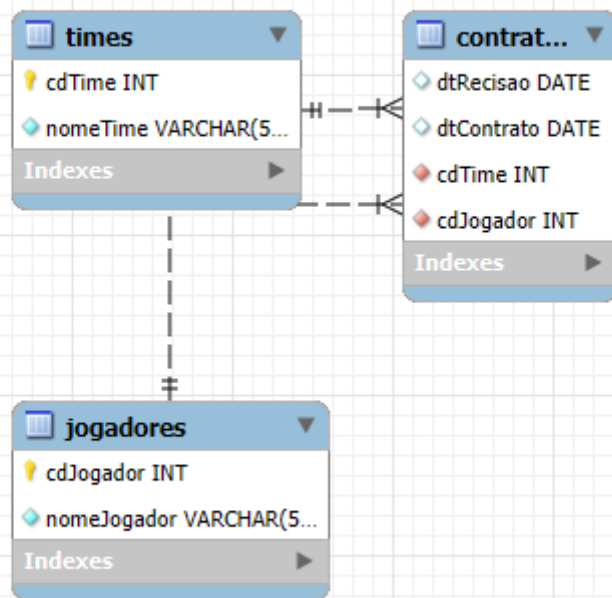 times
cdTime INT
nomeTime VARCHAR(5...
Indexes
contrat...
dtRecisao DATE
dtContrato DATE
cdTime INT
cdJogador INT
Indexes
jogadores
cdJogador INT
nomeJogador VARCHAR(5...
Indexes